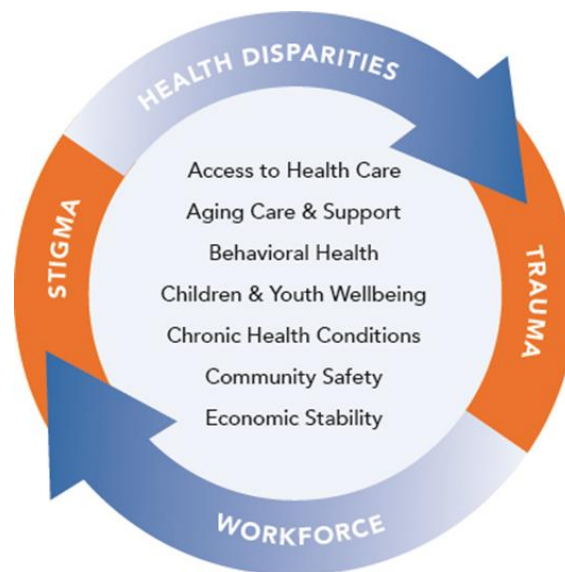 HEALTH DISPARITIES
STIGMA
TRAUMA
Access to Health Care
Aging Care & Support
Behavioral Health
Children & Youth Wellbeing
Chronic Health Conditions
Community Safety
Economic Stability
WORKFORCE